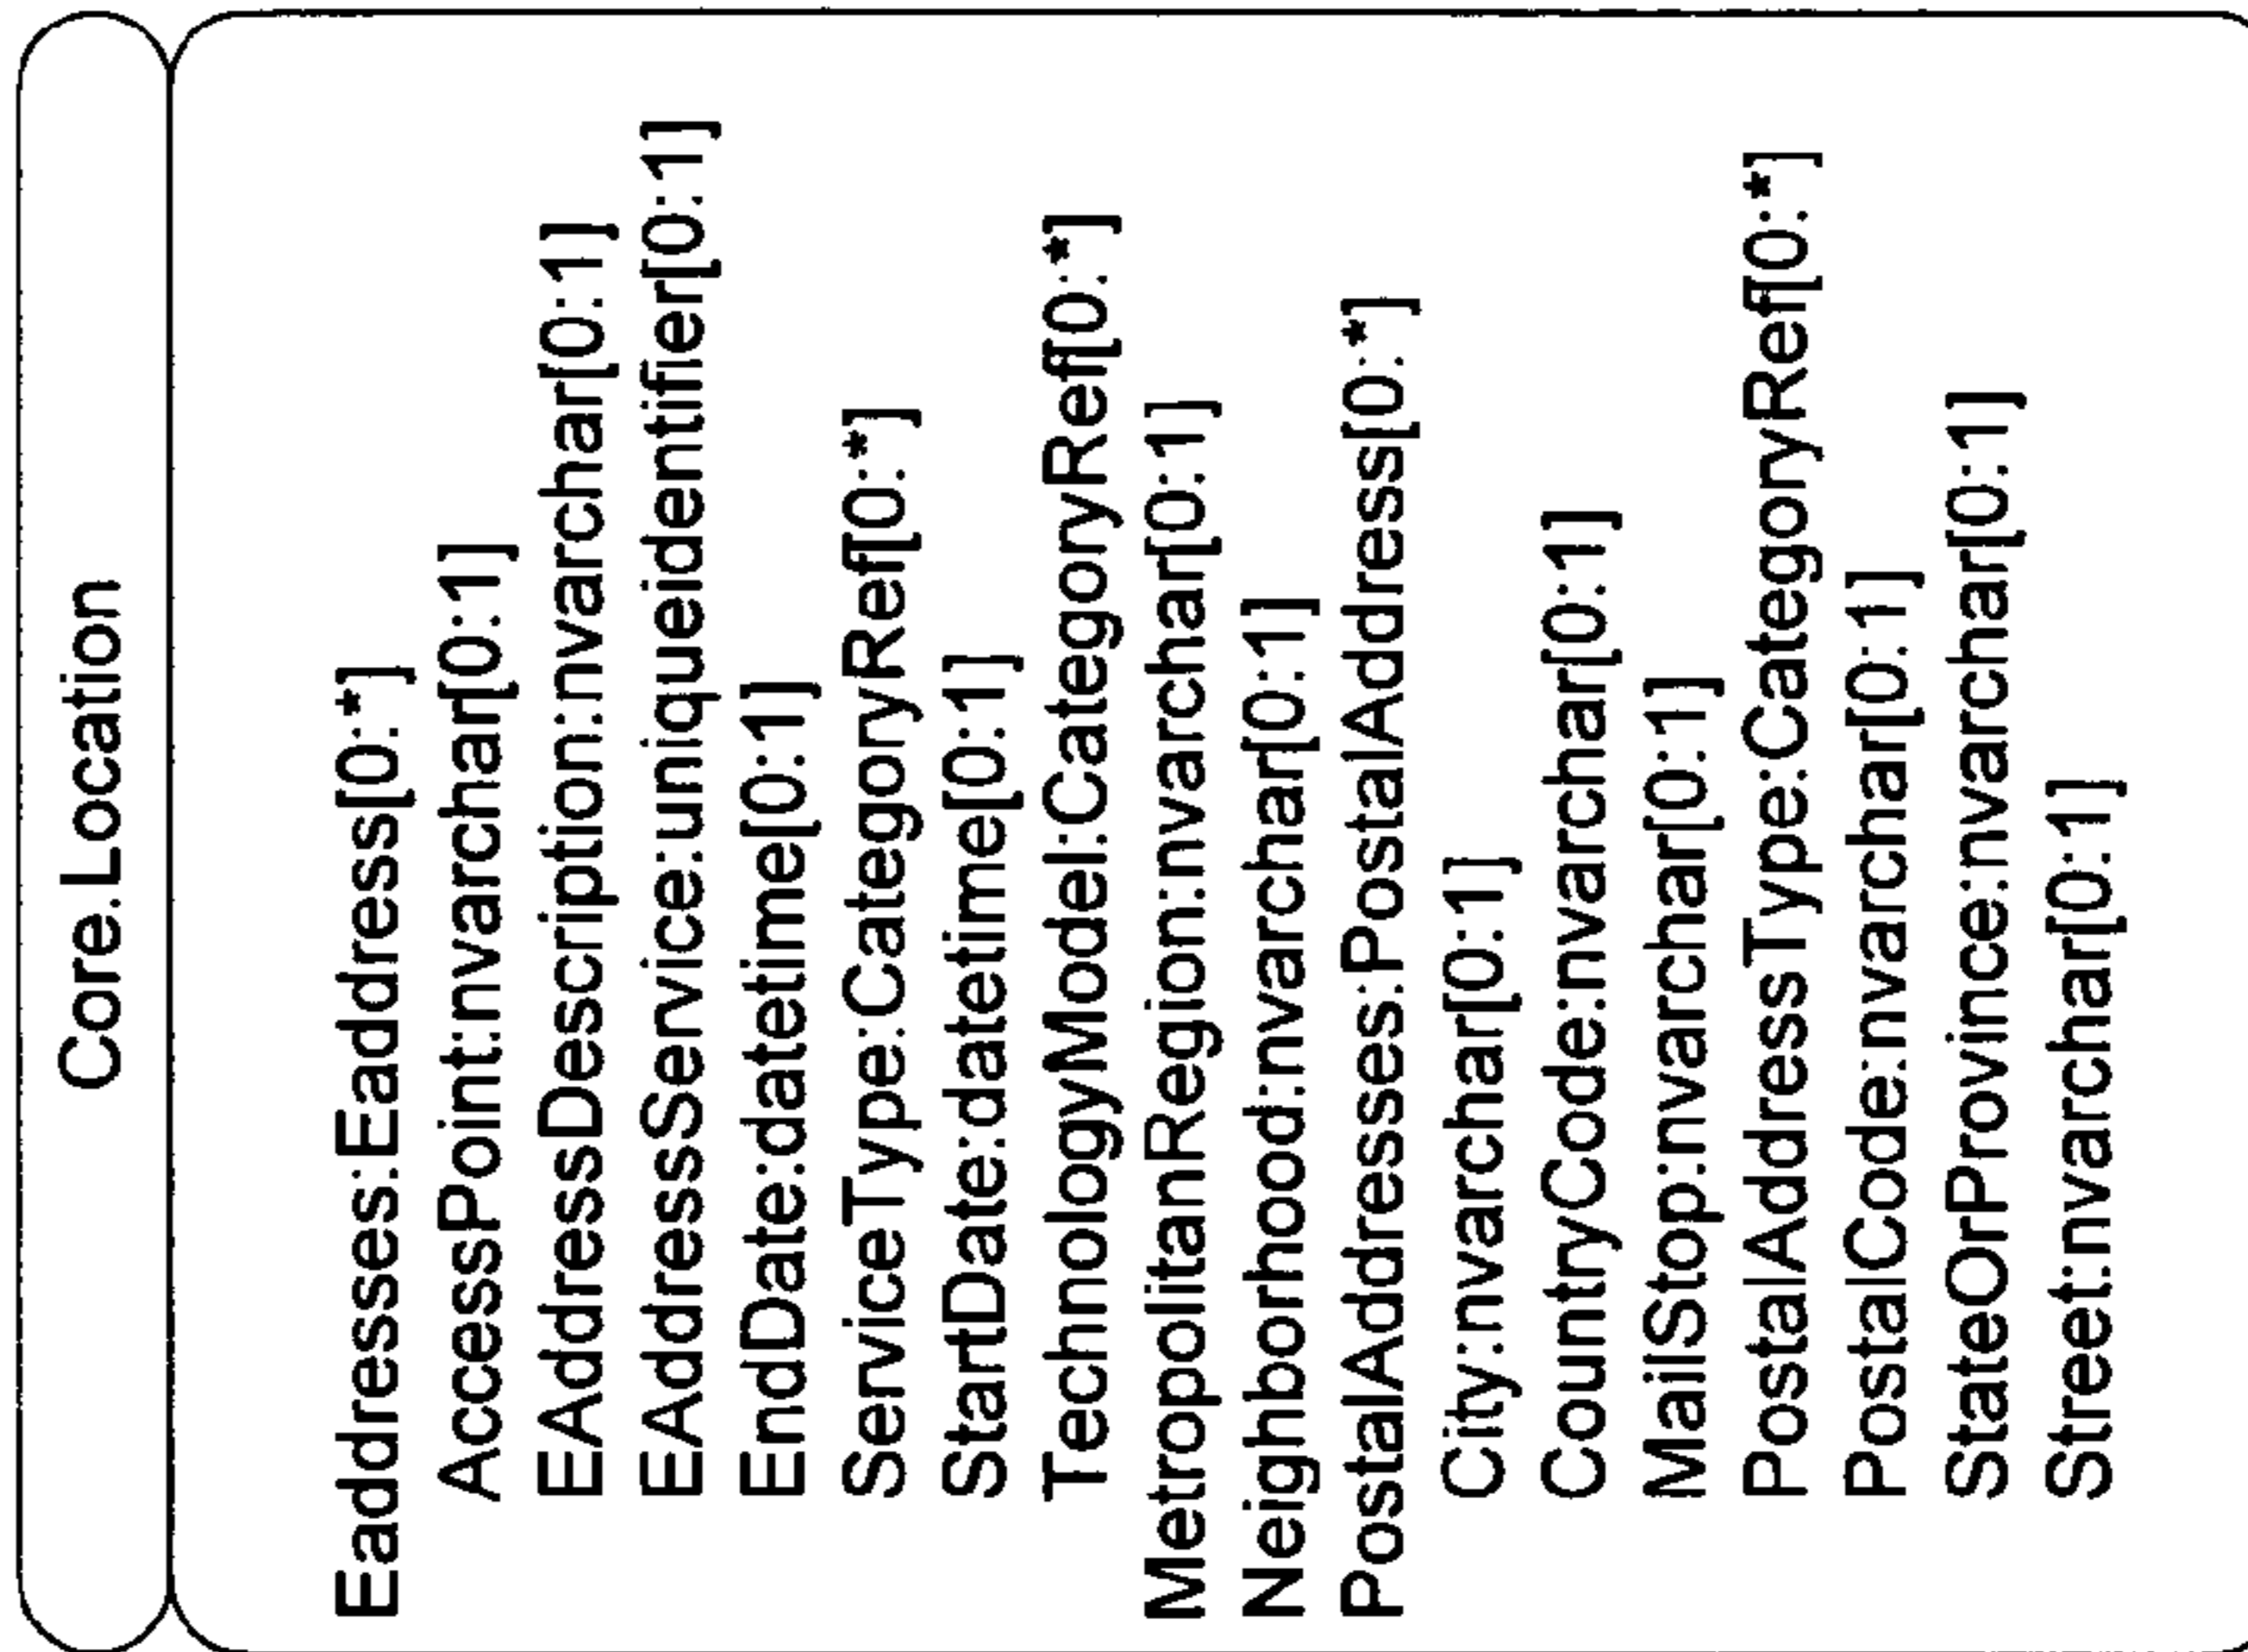 Core.Location
Eaddresses:Eaddress[0:*]
AccessPoint:nvarchar[0:1]
EAddressDescription:nvarchar[0:1]
EAddressService:uniqueidentifier[0:1]
EndDate:datetime[0:1]
ServiceType:CategoryRef[0:*]
StartDate:datetime[0:1]
TechnologyModel:CategoryRef[0:*]
MetropolitanRegion:nvarchar[0:1]
Neighborhood:nvarchar[0:1]
PostalAddresses:PostalAddress[0:*]
City:nvarchar[0:1]
CountryCode:nvarchar[0:1]
MailStop:nvarchar[0:1]
PostalAddressType:CategoryRef[0:*]
PostalCode:nvarchar[0:1]
StateOrProvince:nvarchar[0:1]
Street:nvarchar[0:1]